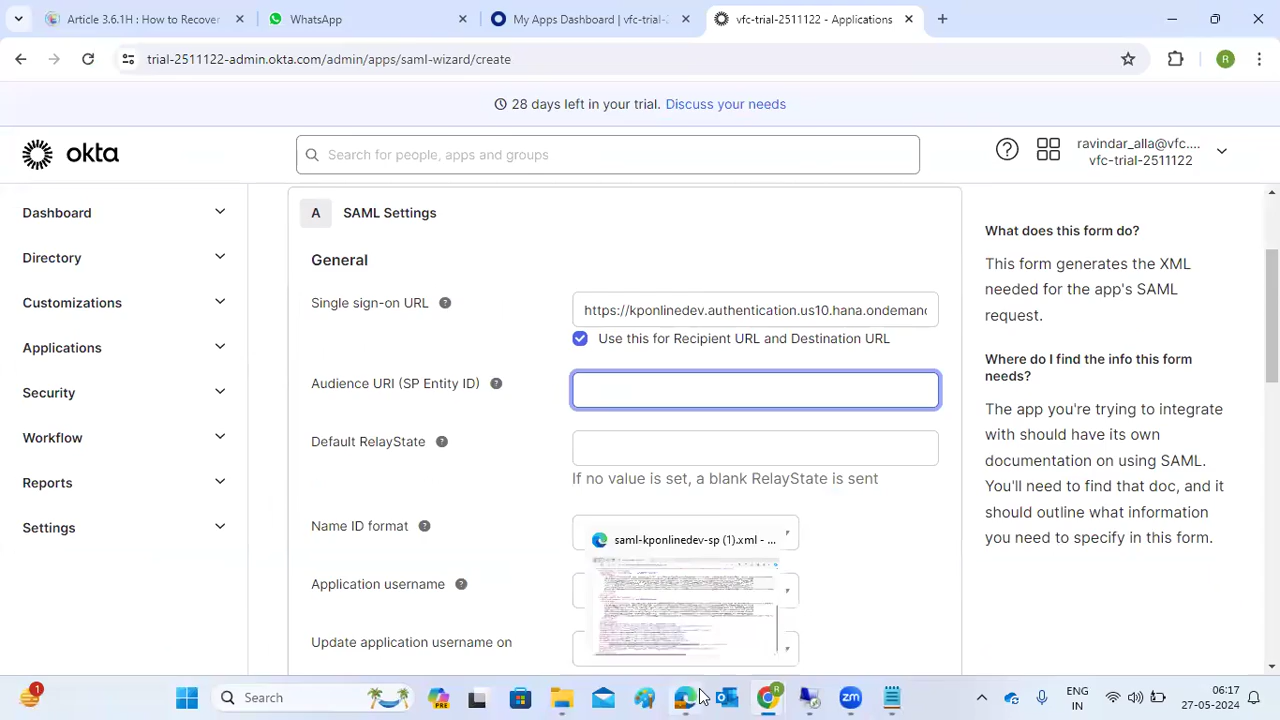 Article 3.6.1H : How to Recover
WhatsApp
My Apps Dashboard | vfc-trial-2
vfc-trial-2511122 - Applications
trial-2511122-admin.okta.com/admin/apps/saml-wizard/create
R
28 days left in your trial. Discuss your needs
okta
Search for people, apps and groups
ravindar_alla@vfc....
vfc-trial-2511122
Dashboard
Directory
Customizations
Applications
Security
Workflow
Reports
Settings
A SAML Settings
General
Single sign-on URL
https://kponlinedev.authentication.us10.hana.ondemand
Use this for Recipient URL and Destination URL
Audience URI (SP Entity ID)
Default RelayState
If no value is set, a blank RelayState is sent
Name ID format
saml-kponlinedev-sp (1).xml - ...
Application username
username on
What does this form do?
This form generates the XML
needed for the app's SAML
request.
Where do I find the info this form
needs?
The app you're trying to integrate
with should have its own
documentation on using SAML.
You'll need to find that doc, and it
should outline what information
you need to specify in this form.
1
Search
PRE
R
zm
ENG
IN
06:17
27-05-2024